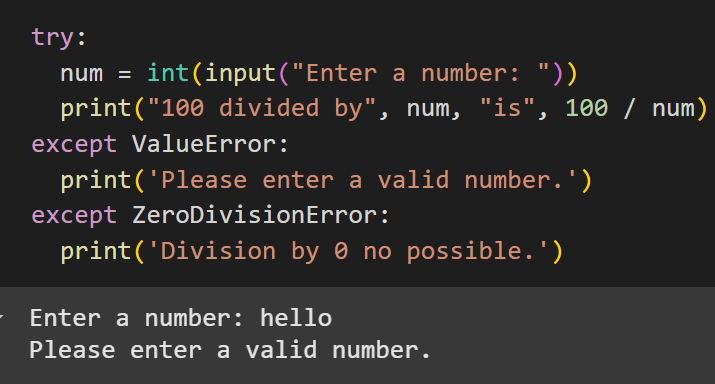 try:
  num = int(input("Enter a number: "))
  print("100 divided by", num, "is", 100 / num)
except ValueError:
  print('Please enter a valid number.')
except ZeroDivisionError:
  print('Division by 0 no possible.')
Enter a number: hello
Please enter a valid number.